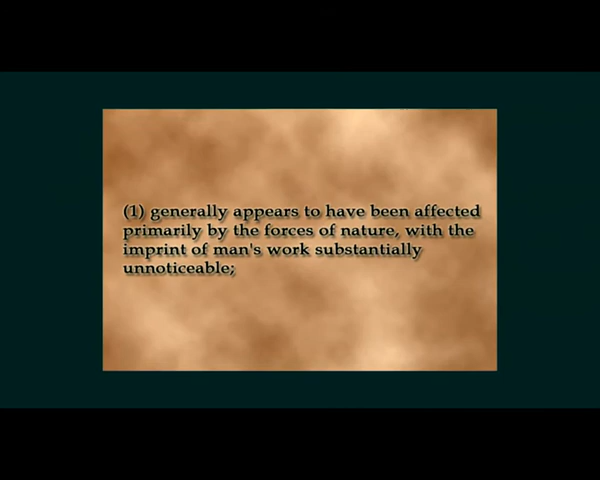 (1) generally appears to have been affected
primarily by the forces of nature, with the
imprint of man's work substantially
unnoticeable;